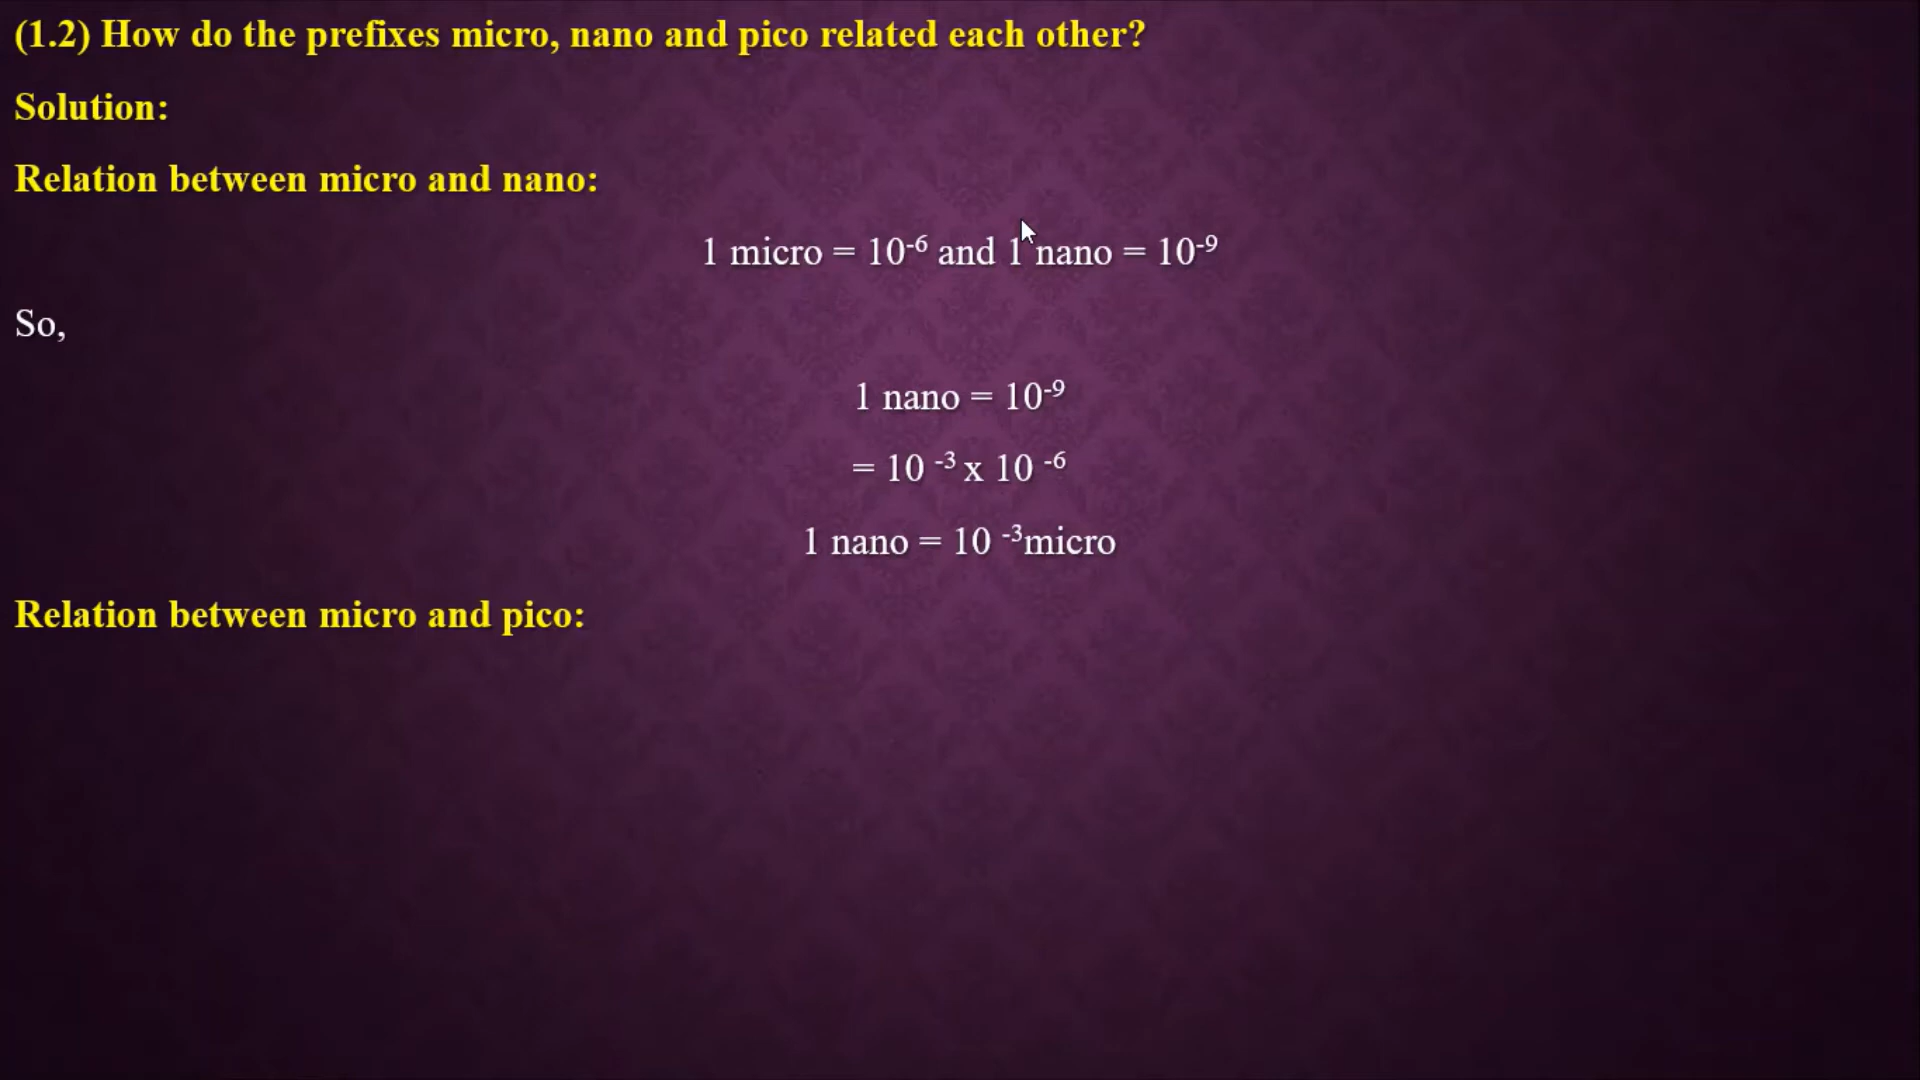 (1.2) How do the prefixes micro, nano and pico related each other?
Solution:
Relation between micro and nano:
1 micro = 10⁻⁶ and 1 nano = 10⁻⁹
So,
1 nano = 10⁻⁹
= 10 ⁻³ x 10 ⁻⁶
1 nano = 10 ⁻³micro
Relation between micro and pico: